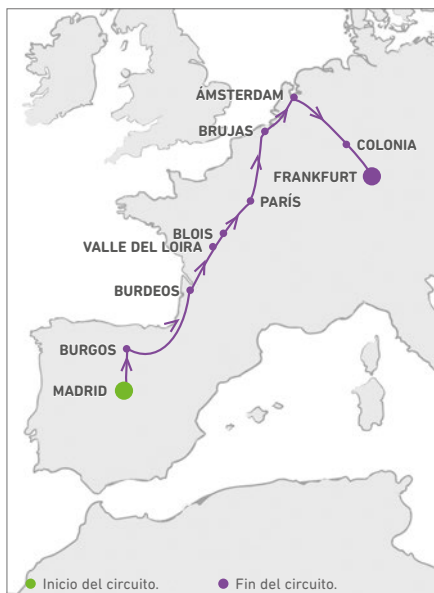 ÁMSTERDAM
BRUJAS
COLONIA
FRANKFURT
PARÍS
BLOIS
VALLE DEL LOIRA
BURDEOS
BURGOS
MADRID
Inicio del circuito.
Fin del circuito.